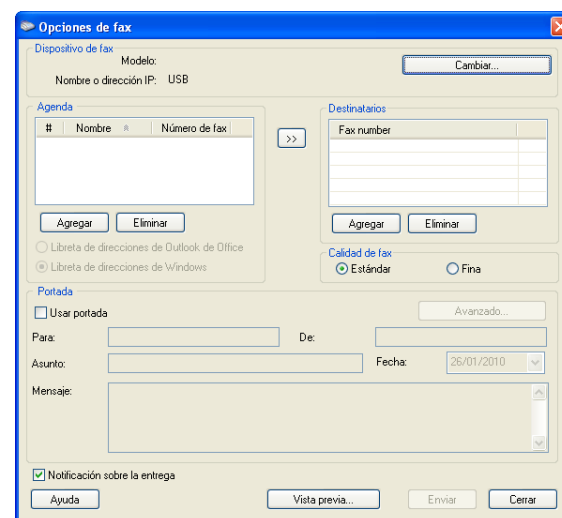 Opciones de fax
Dispositivo de fax
Modelo:
Nombre o dirección IP: USB
Cambiar...
Agenda
# Nombre Número de fax
>>
Agregar Eliminar
Libreta de direcciones de Outlook de Office
Libreta de direcciones de Windows
Destinatarios
Fax number
Agregar Eliminar
Calidad de fax
Estándar Fina
Portada
Usar portada Avanzado...
Para: De:
Asunto: Fecha: 26/01/2010
Mensaje:
Notificación sobre la entrega
Ayuda Vista previa... Enviar Cerrar